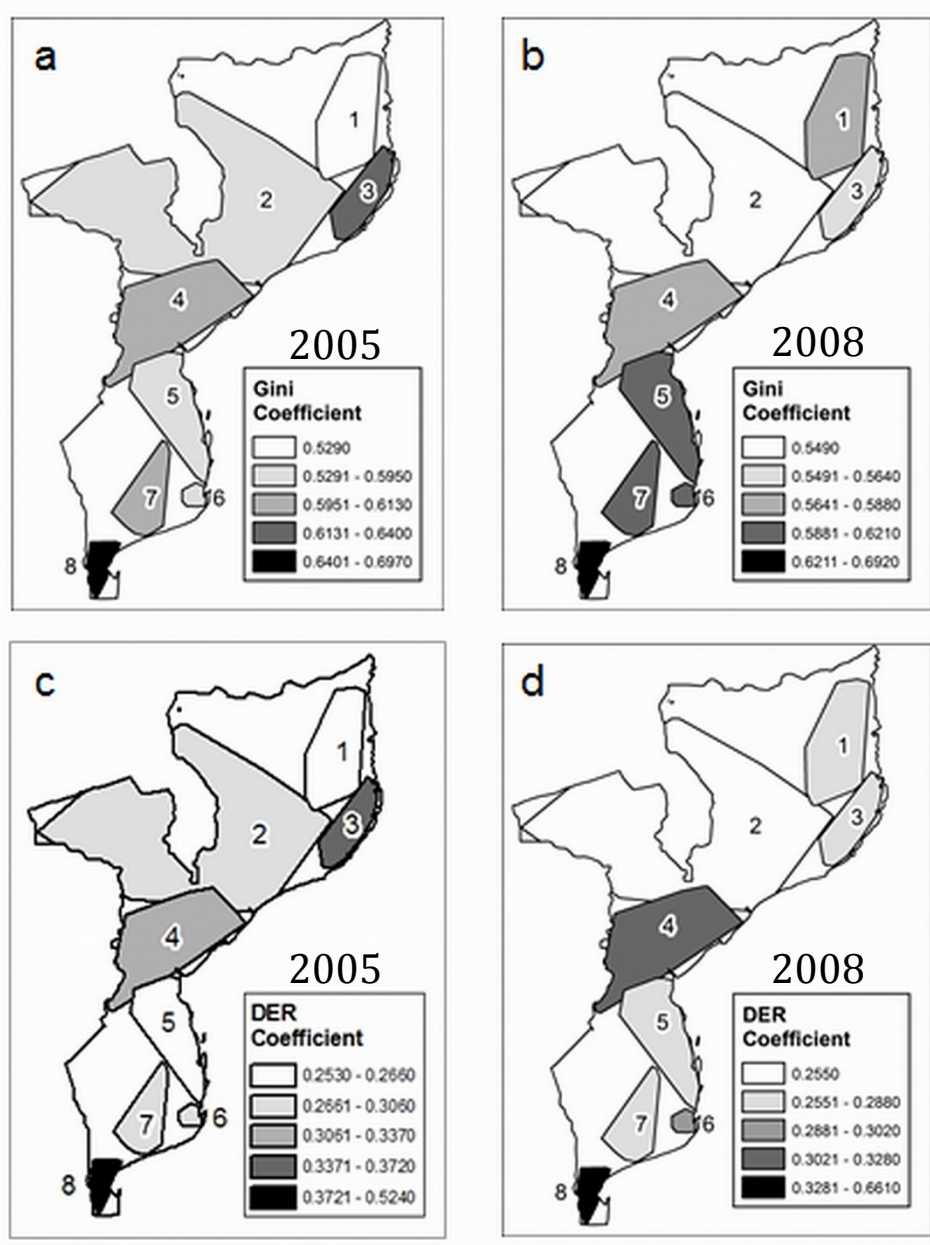 a
1
2
3
4
5
6
7
8
2005
Gini
Coefficient
0.5290
0.5291 - 0.5950
0.5951 - 0.6130
0.6131 - 0.6400
0.6401 - 0.6970
b
1
2
3
4
5
6
7
8
2008
Gini
Coefficient
0.5490
0.5491 - 0.5640
0.5641 - 0.5880
0.5881 - 0.6210
0.6211 - 0.6920
c
1
2
3
4
5
6
7
8
2005
DER
Coefficient
0.2530 - 0.2660
0.2661 - 0.3060
0.3061 - 0.3370
0.3371 - 0.3720
0.3721 - 0.5240
d
1
2
3
4
5
6
7
8
2008
DER
Coefficient
0.2550
0.2551 - 0.2880
0.2881 - 0.3020
0.3021 - 0.3280
0.3281 - 0.6610